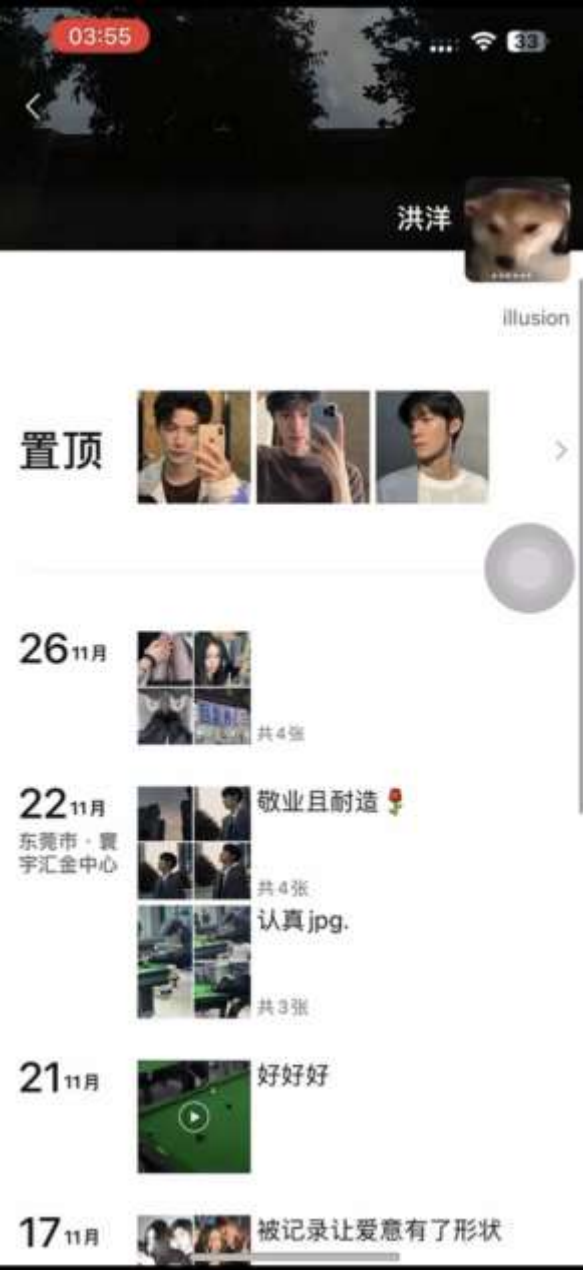 03:55
33
洪洋
illusion
置顶
26 11月
共4张
22 11月
敬业且耐造🌹
东莞市·寰
宇汇金中心
共4张
认真jpg.
共3张
21 11月
好好好
17 11月
被记录让爱意有了形状